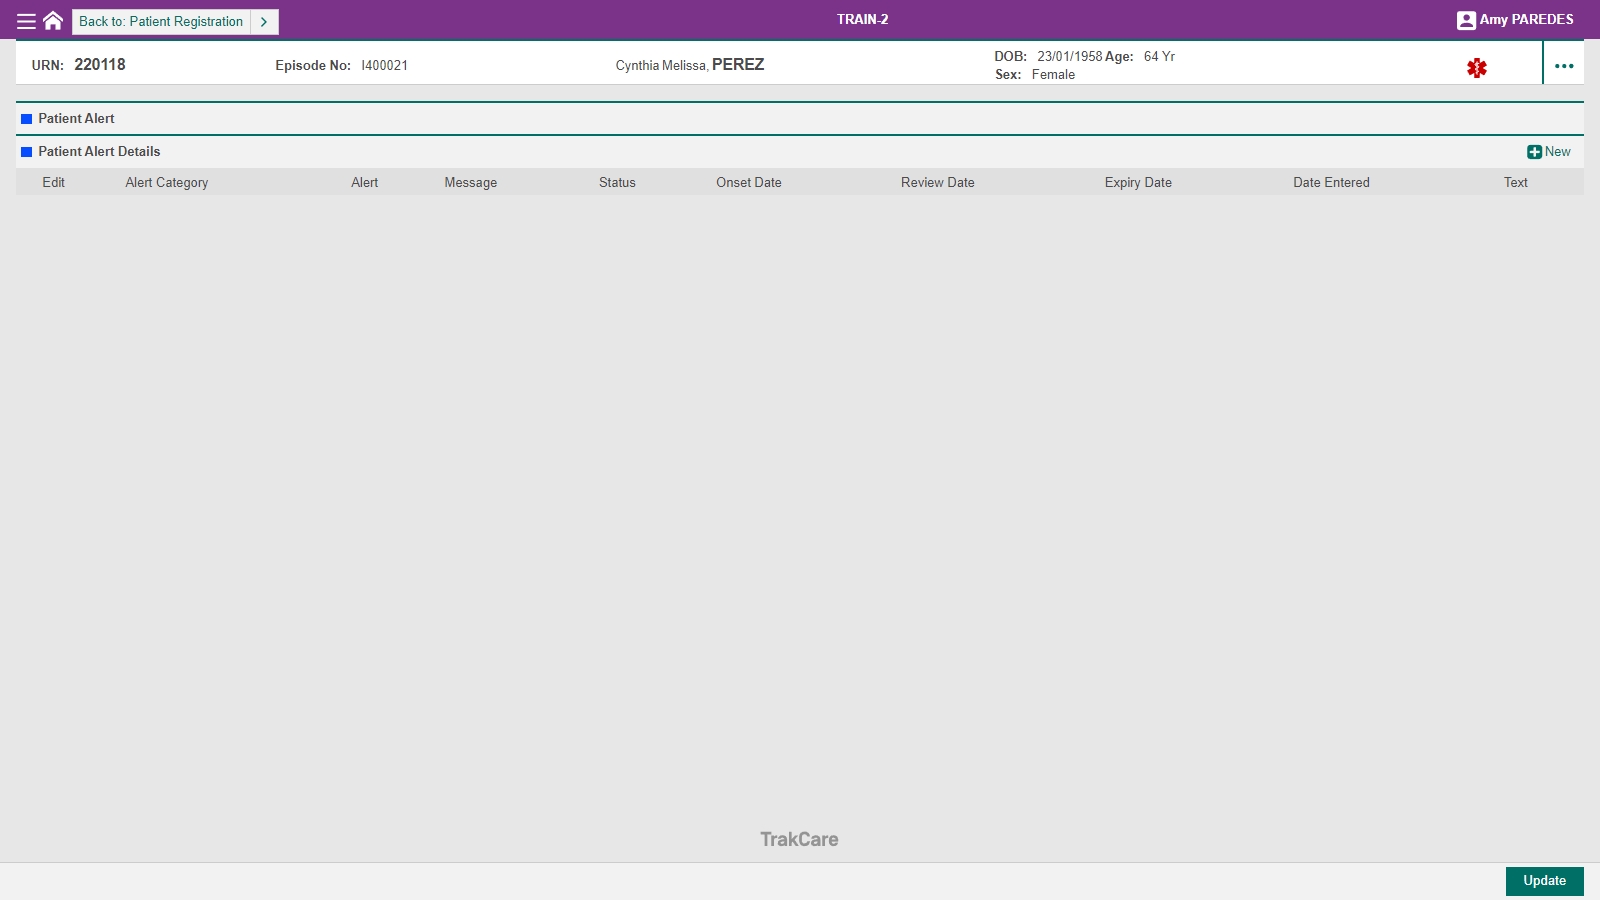 Back to: Patient Registration
TRAIN-2
Amy PAREDES
URN: 220118 Episode No: I400021 Cynthia Melissa, PEREZ DOB: 23/01/1958 Age: 64 Yr
Sex: Female
Patient Alert
Patient Alert Details
New
Edit Alert Category Alert Message Status Onset Date Review Date Expiry Date Date Entered Text
TrakCare
Update